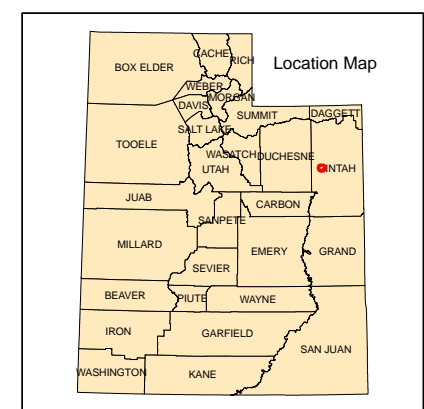 Location Map
BOX ELDER
CACHE
RICH
WEBER
MORGAN
DAVIS
SALT LAKE
SUMMIT
DAGGETT
TOOELE
WASATCH
DUCHESNE
UTAH
INTAH
JUAB
CARBON
SANPETE
MILLARD
EMERY
GRAND
SEVIER
BEAVER
PIUTE
WAYNE
IRON
GARFIELD
SAN JUAN
WASHINGTON
KANE